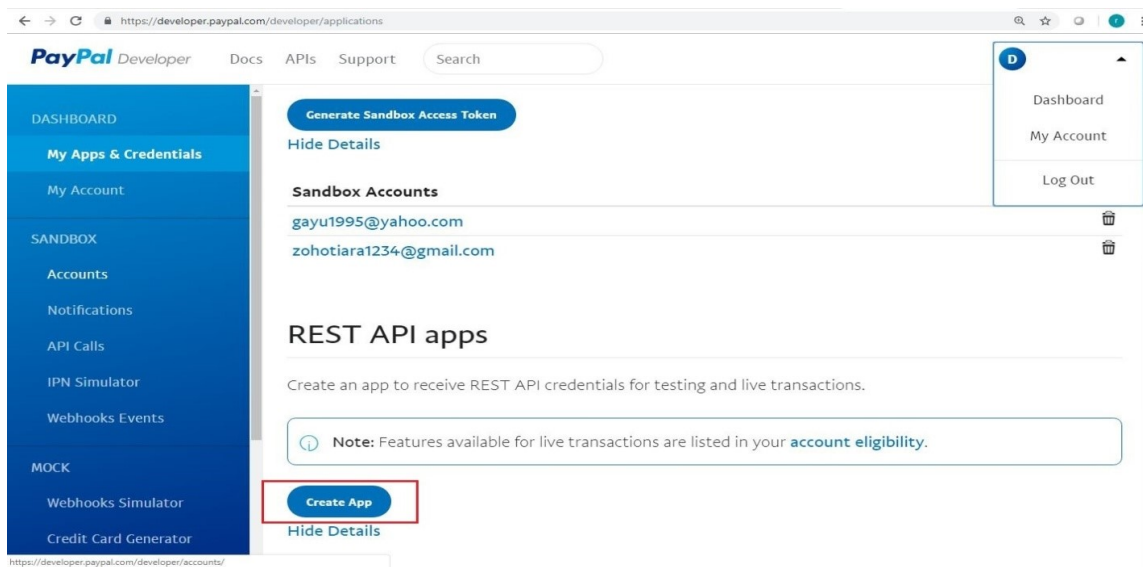 https://developer.paypal.com/developer/applications
PayPal Developer Docs APIs Support Search
D
Dashboard
My Account
Log Out
DASHBOARD
My Apps & Credentials
My Account
SANDBOX
Accounts
Notifications
API Calls
IPN Simulator
Webhooks Events
MOCK
Webhooks Simulator
Credit Card Generator
Generate Sandbox Access Token
Hide Details
Sandbox Accounts
gayu1995@yahoo.com
zohotiara1234@gmail.com
REST API apps
Create an app to receive REST API credentials for testing and live transactions.
Note: Features available for live transactions are listed in your account eligibility.
Create App
Hide Details
https://developer.paypal.com/developer/accounts/